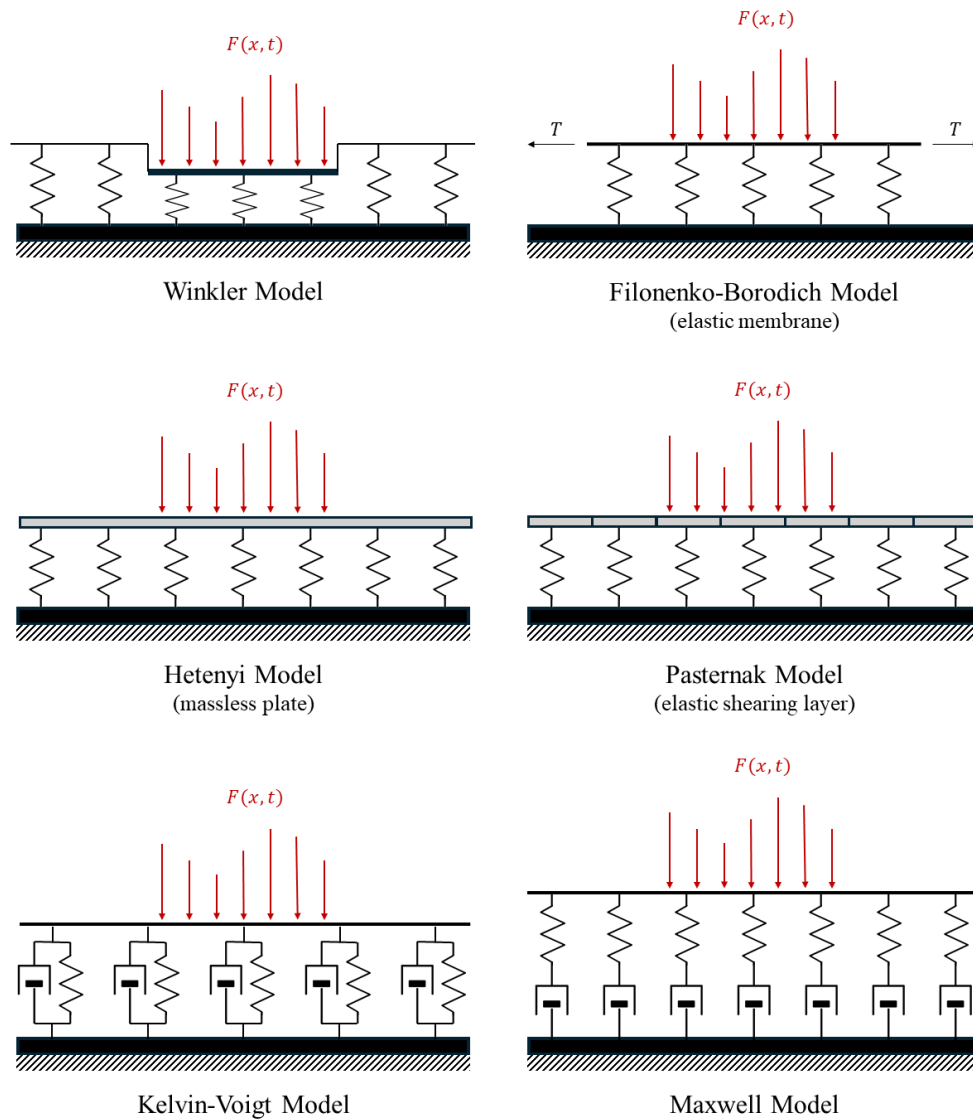 F(x, t)
F(x, t)
T
T
Winkler Model
Filonenko-Borodich Model
(elastic membrane)
F(x, t)
F(x, t)
Hetenyi Model
(massless plate)
Pasternak Model
(elastic shearing layer)
F(x, t)
F(x, t)
Kelvin-Voigt Model
Maxwell Model